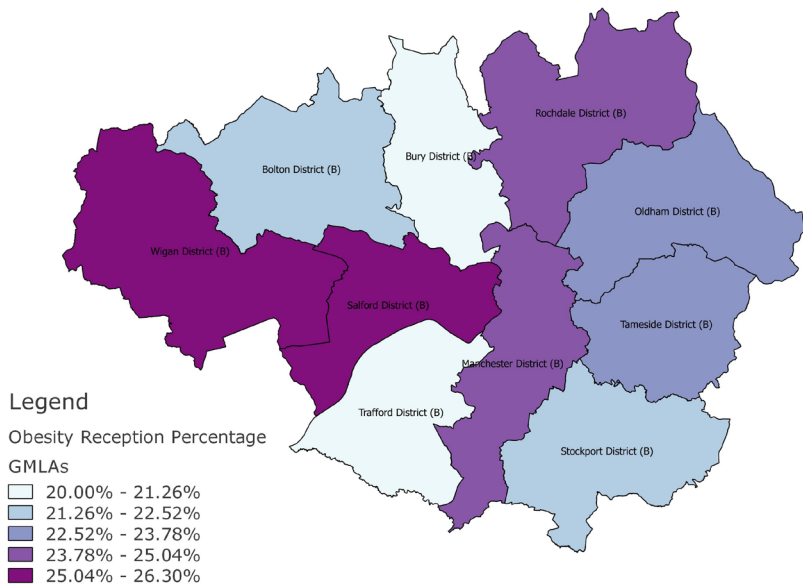 Rochdale District (B)
Bury District (B)
Bolton District (B)
Oldham District (B)
Wigan District (B)
Salford District (B)
Tameside District (B)
Manchester District (B)
Trafford District (B)
Stockport District (B)
Legend
Obesity Reception Percentage
GMLAs
20.00% - 21.26%
21.26% - 22.52%
22.52% - 23.78%
23.78% - 25.04%
25.04% - 26.30%